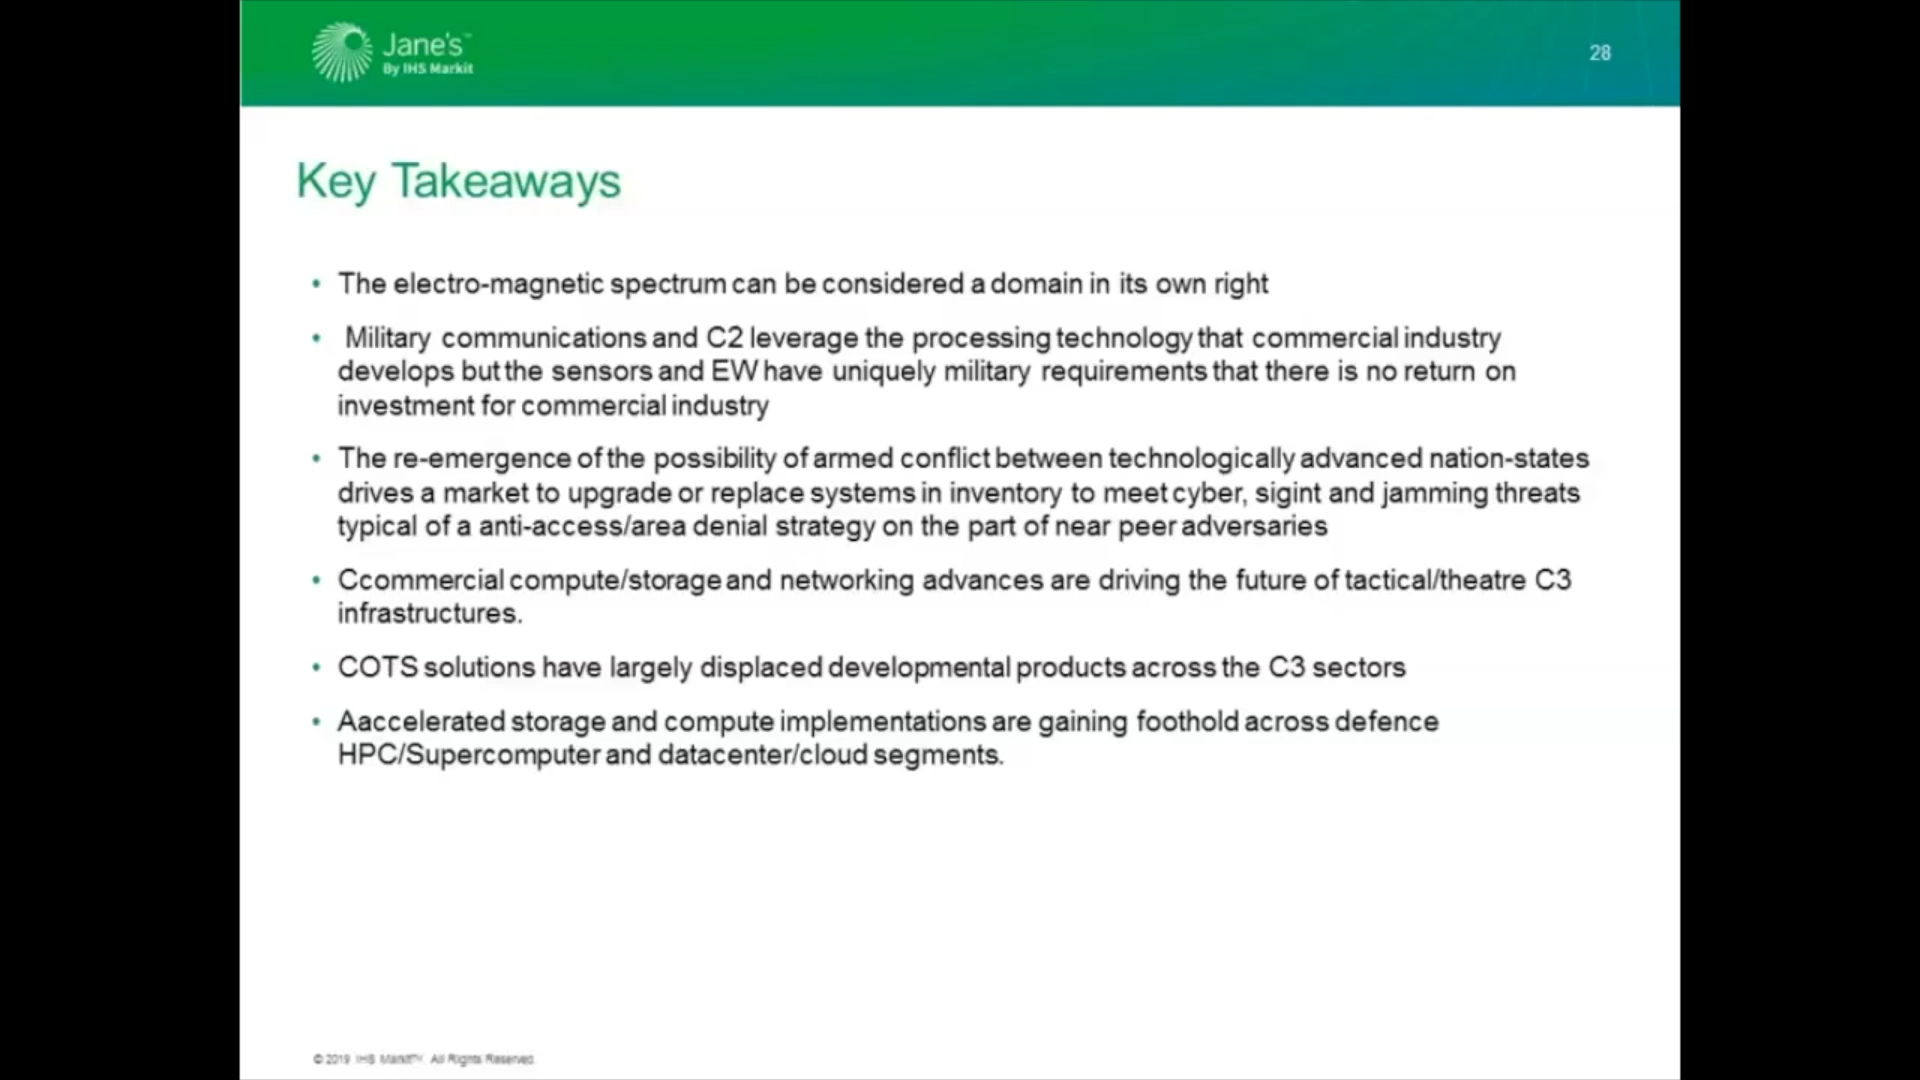 Jane's™
By IHS Markit
28
Key Takeaways
• The electro-magnetic spectrum can be considered a domain in its own right
• Military communications and C2 leverage the processing technology that commercial industry
develops but the sensors and EW have uniquely military requirements that there is no return on
investment for commercial industry
• The re-emergence of the possibility of armed conflict between technologically advanced nation-states
drives a market to upgrade or replace systems in inventory to meet cyber, sigint and jamming threats
typical of a anti-access/area denial strategy on the part of near peer adversaries
• Ccommercial compute/storage and networking advances are driving the future of tactical/theatre C3
infrastructures.
• COTS solutions have largely displaced developmental products across the C3 sectors
• Aaccelerated storage and compute implementations are gaining foothold across defence
HPC/Supercomputer and datacenter/cloud segments.
© 2019 IHS Markit™. All Rights Reserved.